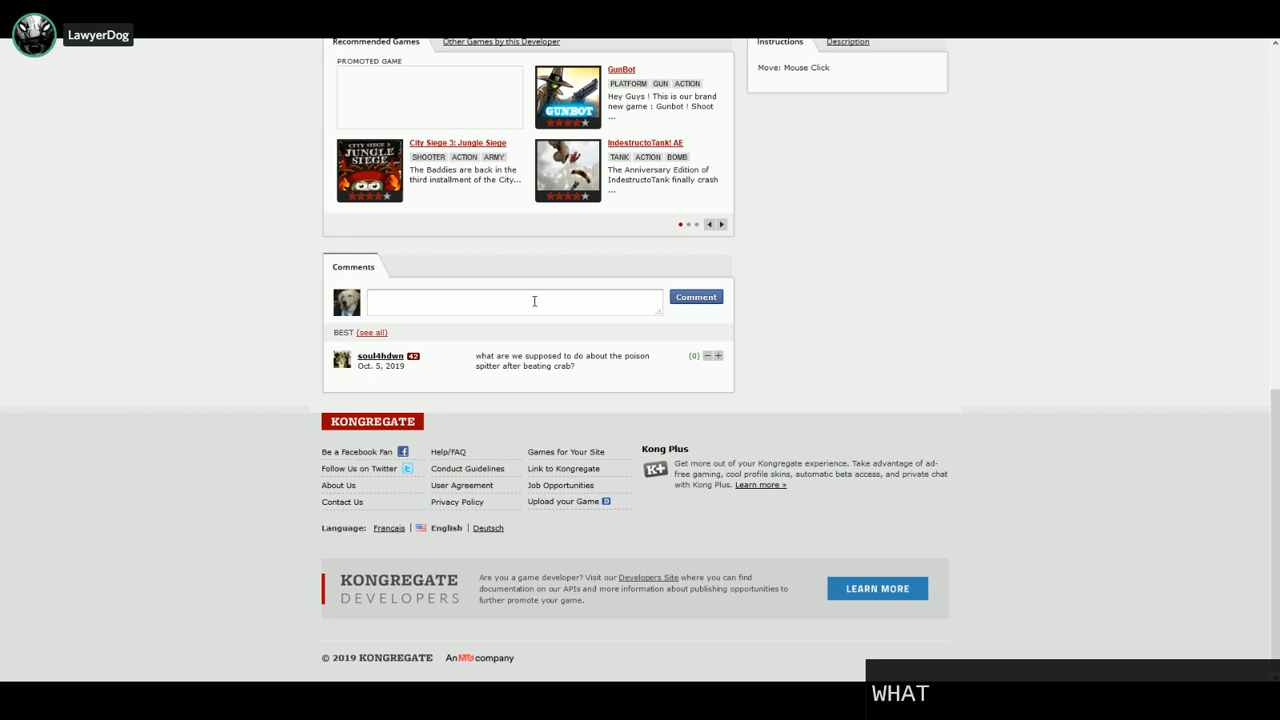 LawyerDog
Recommended Games
Other Games by this Developer
Instructions
Description
PROMOTED GAME
Move: Mouse Click
GunBot
PLATFORM GUN ACTION
Hey Guys ! This is our brand
new game : Gunbot ! Shoot
...
GUNBOT
City Siege 3: Jungle Siege
SHOOTER ACTION ARMY
The Baddies are back in the
third installment of the City...
CITY SIEGE 3
JUNGLE
SIEGE
IndestructoTank! AE
TANK ACTION BOMB
The Anniversary Edition of
IndestructoTank finally crash
...
Comments
Comment
BEST (see all)
soul4hdwn 42
Oct. 5, 2019
what are we supposed to do about the poison
spitter after beating crab?
(0)
KONGREGATE
Be a Facebook Fan
Follow Us on Twitter
About Us
Contact Us
Help/FAQ
Conduct Guidelines
User Agreement
Privacy Policy
Games for Your Site
Link to Kongregate
Job Opportunities
Upload your Game
Kong Plus
K+
Get more out of your Kongregate experience. Take advantage of ad-
free gaming, cool profile skins, automatic beta access, and private chat
with Kong Plus. Learn more »
Language: Francais | English | Deutsch
KONGREGATE
DEVELOPERS
Are you a game developer? Visit our Developers Site where you can find
documentation on our APIs and more information about publishing opportunities to
further promote your game.
LEARN MORE
© 2019 KONGREGATE
An MTG company
WHAT